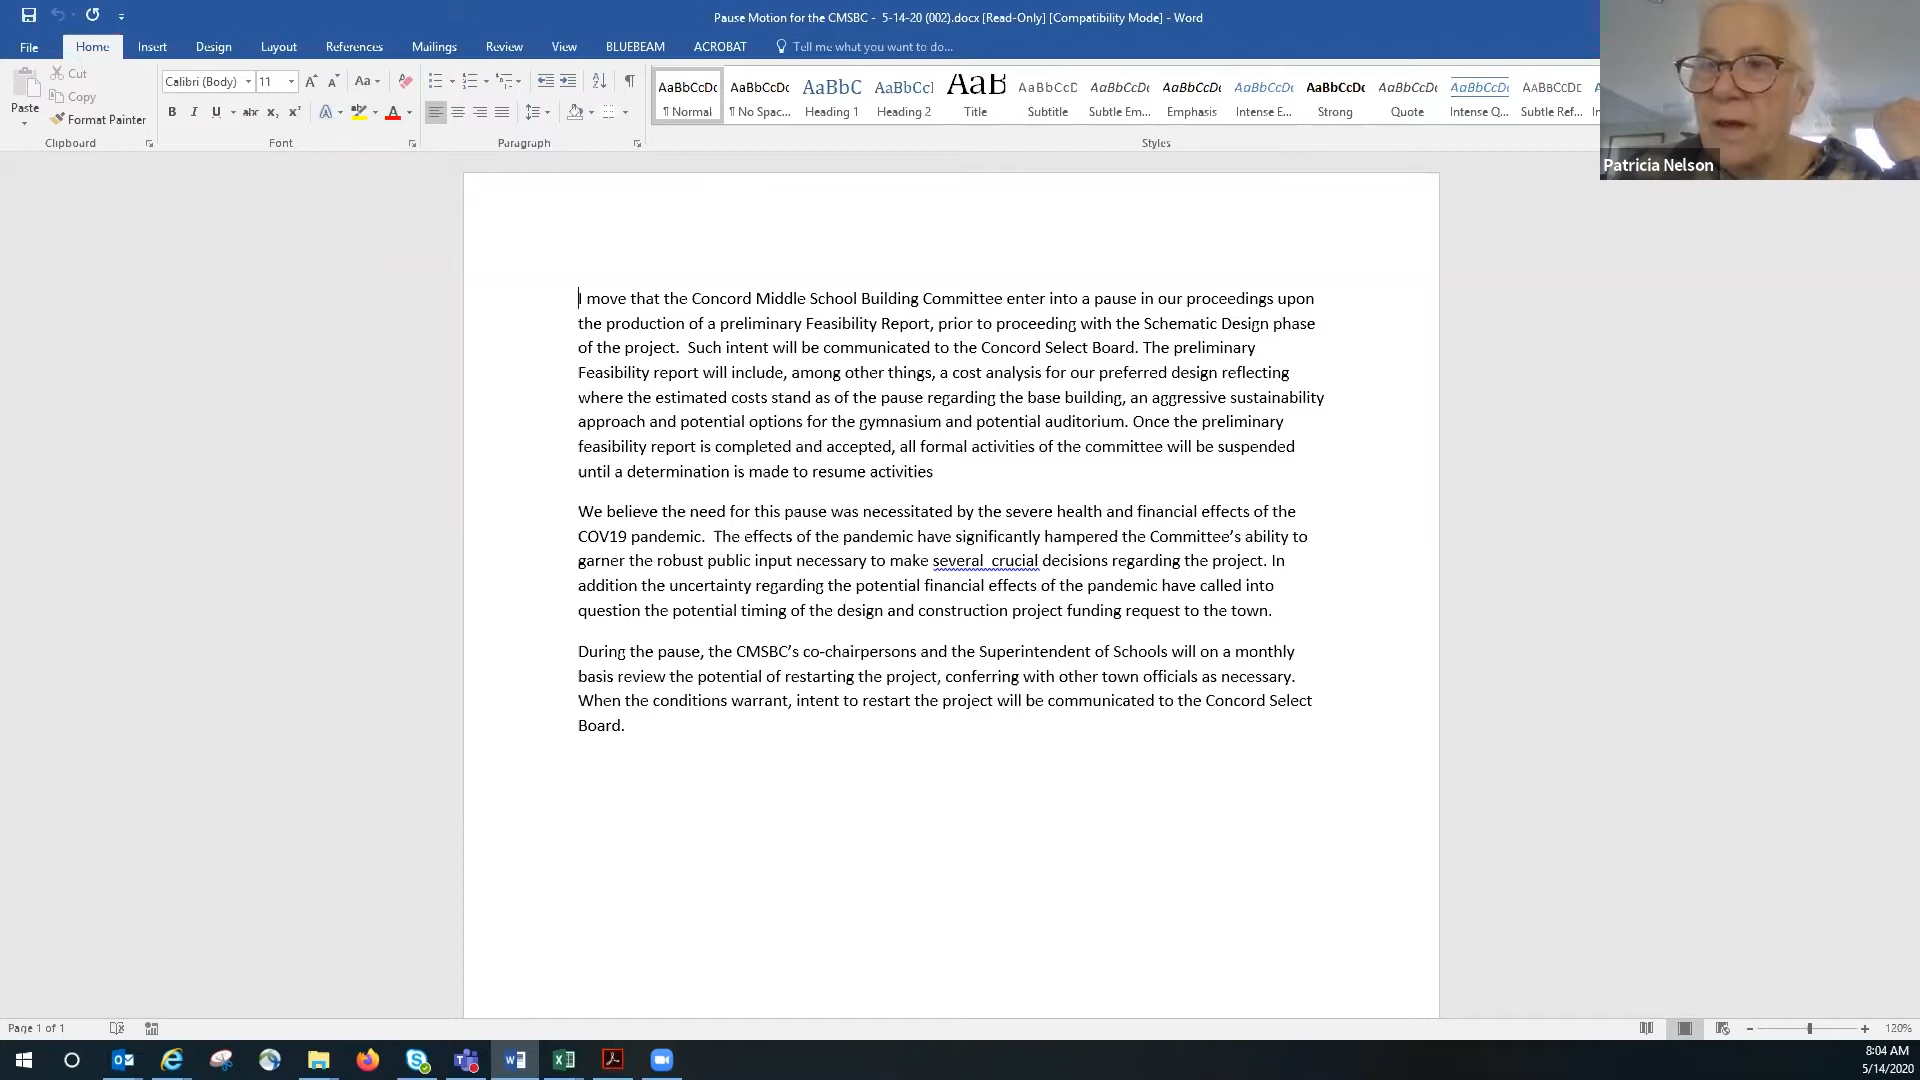 Pause Motion for the CMSBC -  5-14-20 (002).docx [Read-Only] [Compatibility Mode] - Word
File Home Insert Design Layout References Mailings Review View BLUEBEAM ACROBAT Tell me what you want to do...
Paste
Cut
Copy
Format Painter
Clipboard
Calibri (Body) 11
Font
Paragraph
AaBbCcDc AaBbCcDc AaBbC AaBbCcI AaB AaBbCcD AaBbCcDc AaBbCcDc AaBbCcDc AaBbCcDc AaBbCcDc AaBbCcDc AABBCCDE
¶ Normal ¶ No Spac... Heading 1 Heading 2 Title Subtitle Subtle Em... Emphasis Intense E... Strong Quote Intense Q... Subtle Ref...
Styles
Patricia Nelson
I move that the Concord Middle School Building Committee enter into a pause in our proceedings upon
the production of a preliminary Feasibility Report, prior to proceeding with the Schematic Design phase
of the project.  Such intent will be communicated to the Concord Select Board. The preliminary
Feasibility report will include, among other things, a cost analysis for our preferred design reflecting
where the estimated costs stand as of the pause regarding the base building, an aggressive sustainability
approach and potential options for the gymnasium and potential auditorium. Once the preliminary
feasibility report is completed and accepted, all formal activities of the committee will be suspended
until a determination is made to resume activities
We believe the need for this pause was necessitated by the severe health and financial effects of the
COV19 pandemic.  The effects of the pandemic have significantly hampered the Committee’s ability to
garner the robust public input necessary to make several  crucial decisions regarding the project. In
addition the uncertainty regarding the potential financial effects of the pandemic have called into
question the potential timing of the design and construction project funding request to the town.
During the pause, the CMSBC’s co-chairpersons and the Superintendent of Schools will on a monthly
basis review the potential of restarting the project, conferring with other town officials as necessary.
When the conditions warrant, intent to restart the project will be communicated to the Concord Select
Board.
Page 1 of 1
120%
8:04 AM
5/14/2020